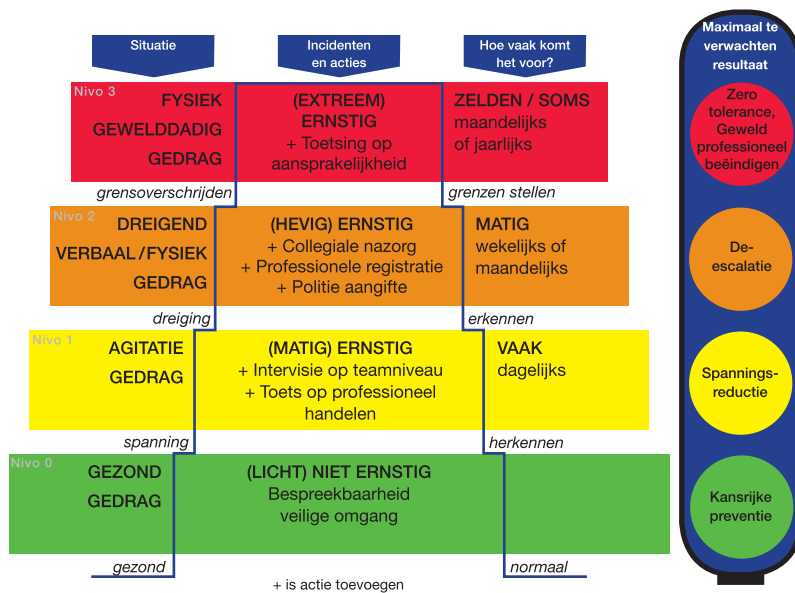 Situatie
Incidenten
en acties
Hoe vaak komt
het voor?
Maximaal te
verwachten
resultaat
Nivo 3
FYSIEK
GEWELDDADIG
GEDRAG
(EXTREEM)
ERNSTIG
+ Toetsing op
aansprakelijkheid
ZELDEN / SOMS
maandelijks
of jaarlijks
Zero
tolerance,
Geweld
professioneel
beëindigen
grensoverschrijden
grenzen stellen
Nivo 2
DREIGEND
VERBAAL/FYSIEK
GEDRAG
(HEVIG) ERNSTIG
+ Collegiale nazorg
+ Professionele registratie
+ Politie aangifte
MATIG
wekelijks of
maandelijks
De-
escalatie
dreiging
erkennen
Nivo 1
AGITATIE
GEDRAG
(MATIG) ERNSTIG
+ Intervisie op teamniveau
+ Toets op professioneel
handelen
VAAK
dagelijks
Spannings-
reductie
spanning
herkennen
Nivo 0
GEZOND
GEDRAG
(LICHT) NIET ERNSTIG
Bespreekbaarheid
veilige omgang
Kansrijke
preventie
gezond
normaal
+ is actie toevoegen